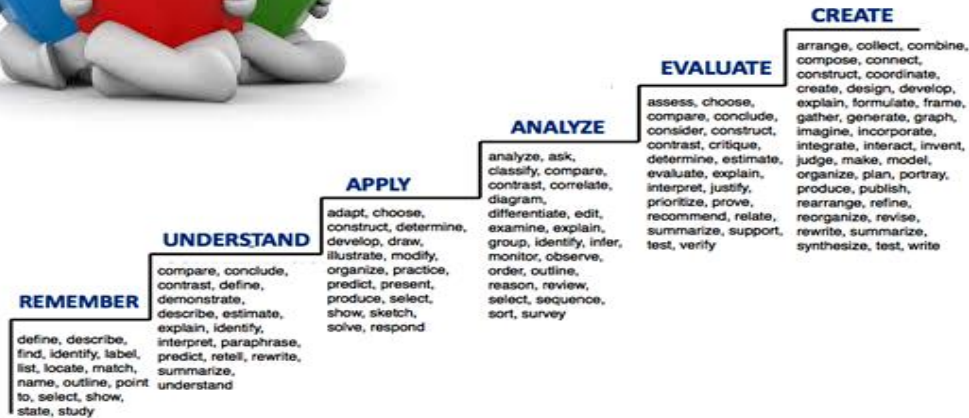 REMEMBER
define, describe,
find, identify, label,
list, locate, match,
name, outline, point
to, select, show,
state, study
UNDERSTAND
compare, conclude,
contrast, define,
demonstrate,
describe, estimate,
explain, identify,
interpret, paraphrase,
predict, retell, rewrite,
summarize,
understand
APPLY
adapt, choose,
construct, determine,
develop, draw,
illustrate, modify,
organize, practice,
predict, present,
produce, select,
show, sketch,
solve, respond
ANALYZE
analyze, ask,
classify, compare,
contrast, correlate,
diagram,
differentiate, edit,
examine, explain,
group, identify, infer,
monitor, observe,
order, outline,
reason, review,
select, sequence,
sort, survey
EVALUATE
assess, choose,
compare, conclude,
consider, construct,
contrast, critique,
determine, estimate,
evaluate, explain,
interpret, justify,
prioritize, prove,
recommend, relate,
summarize, support,
test, verify
CREATE
arrange, collect, combine,
compose, connect,
construct, coordinate,
create, design, develop,
explain, formulate, frame,
gather, generate, graph,
imagine, incorporate,
integrate, interact, invent,
judge, make, model,
organize, plan, portray,
produce, publish,
rearrange, refine,
reorganize, revise,
rewrite, summarize,
synthesize, test, write